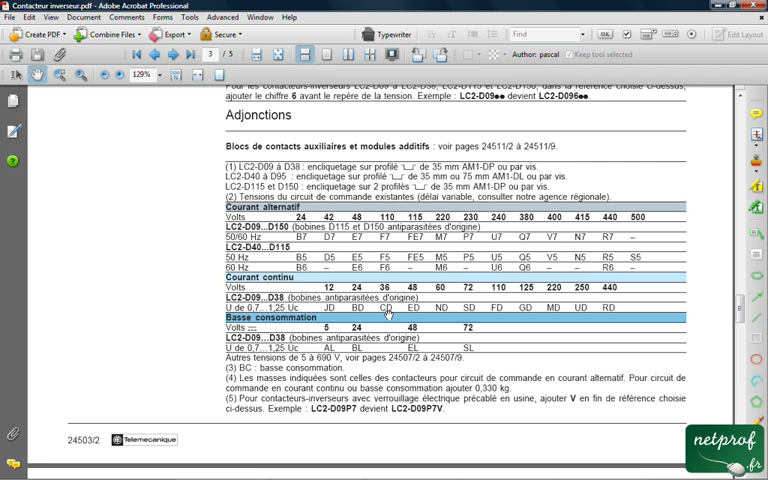 Contacteur inverseur.pdf - Adobe Acrobat Professional
File Edit View Document Comments Forms Tools Advanced Window Help
Create PDF Combine Files Export Secure Typewriter Find OK Edit Layout
3 / 5 Author: pascal Keep tool selected
129%
ajouter le chiffre 6 avant le repère de la tension. Exemple : LC2-D09●● devient LC2-D096●●.
Adjonctions
Blocs de contacts auxiliaires et modules additifs : voir pages 24511/2 à 24511/9.
(1) LC2-D09 à D38 : encliquetage sur profilé de 35 mm AM1-DP ou par vis.
LC2-D40 à D95 : encliquetage sur profilé de 35 mm ou 75 mm AM1-DL ou par vis.
LC2-D115 et D150 : encliquetage sur 2 profilés de 35 mm AM1-DP ou par vis.
(2) Tensions du circuit de commande existantes (délai variable, consulter notre agence régionale).
Courant alternatif
Volts 24 42 48 110 115 220 230 240 380 400 415 440 500
LC2-D09...D150 (bobines D115 et D150 antiparasitées d'origine)
50/60 Hz B7 D7 E7 F7 FE7 M7 P7 U7 Q7 V7 N7 R7 –
LC2-D40...D115
50 Hz B5 D5 E5 F5 FE5 M5 P5 U5 Q5 V5 N5 R5 S5
60 Hz B6 – E6 F6 – M6 – U6 Q6 – – R6 –
Courant continu
Volts 12 24 36 48 60 72 110 125 220 250 440
LC2-D09...D38 (bobines antiparasitées d'origine)
U de 0,7...1,25 Uc JD BD CD ED ND SD FD GD MD UD RD
Basse consommation
Volts 5 24 48 72
LC2-D09...D38 (bobines antiparasitées d'origine)
U de 0,7...1,25 Uc AL BL EL SL
Autres tensions de 5 à 690 V, voir pages 24507/2 à 24507/9.
(3) BC : basse consommation.
(4) Les masses indiquées sont celles des contacteurs pour circuit de commande en courant alternatif. Pour circuit de
commande en courant continu ou basse consommation ajouter 0,330 kg.
(5) Pour contacteurs-inverseurs avec verrouillage électrique précablé en usine, ajouter V en fin de référence choisie
ci-dessus. Exemple : LC2-D09P7 devient LC2-D09P7V.
24503/2 Telemecanique
netprof
.fr